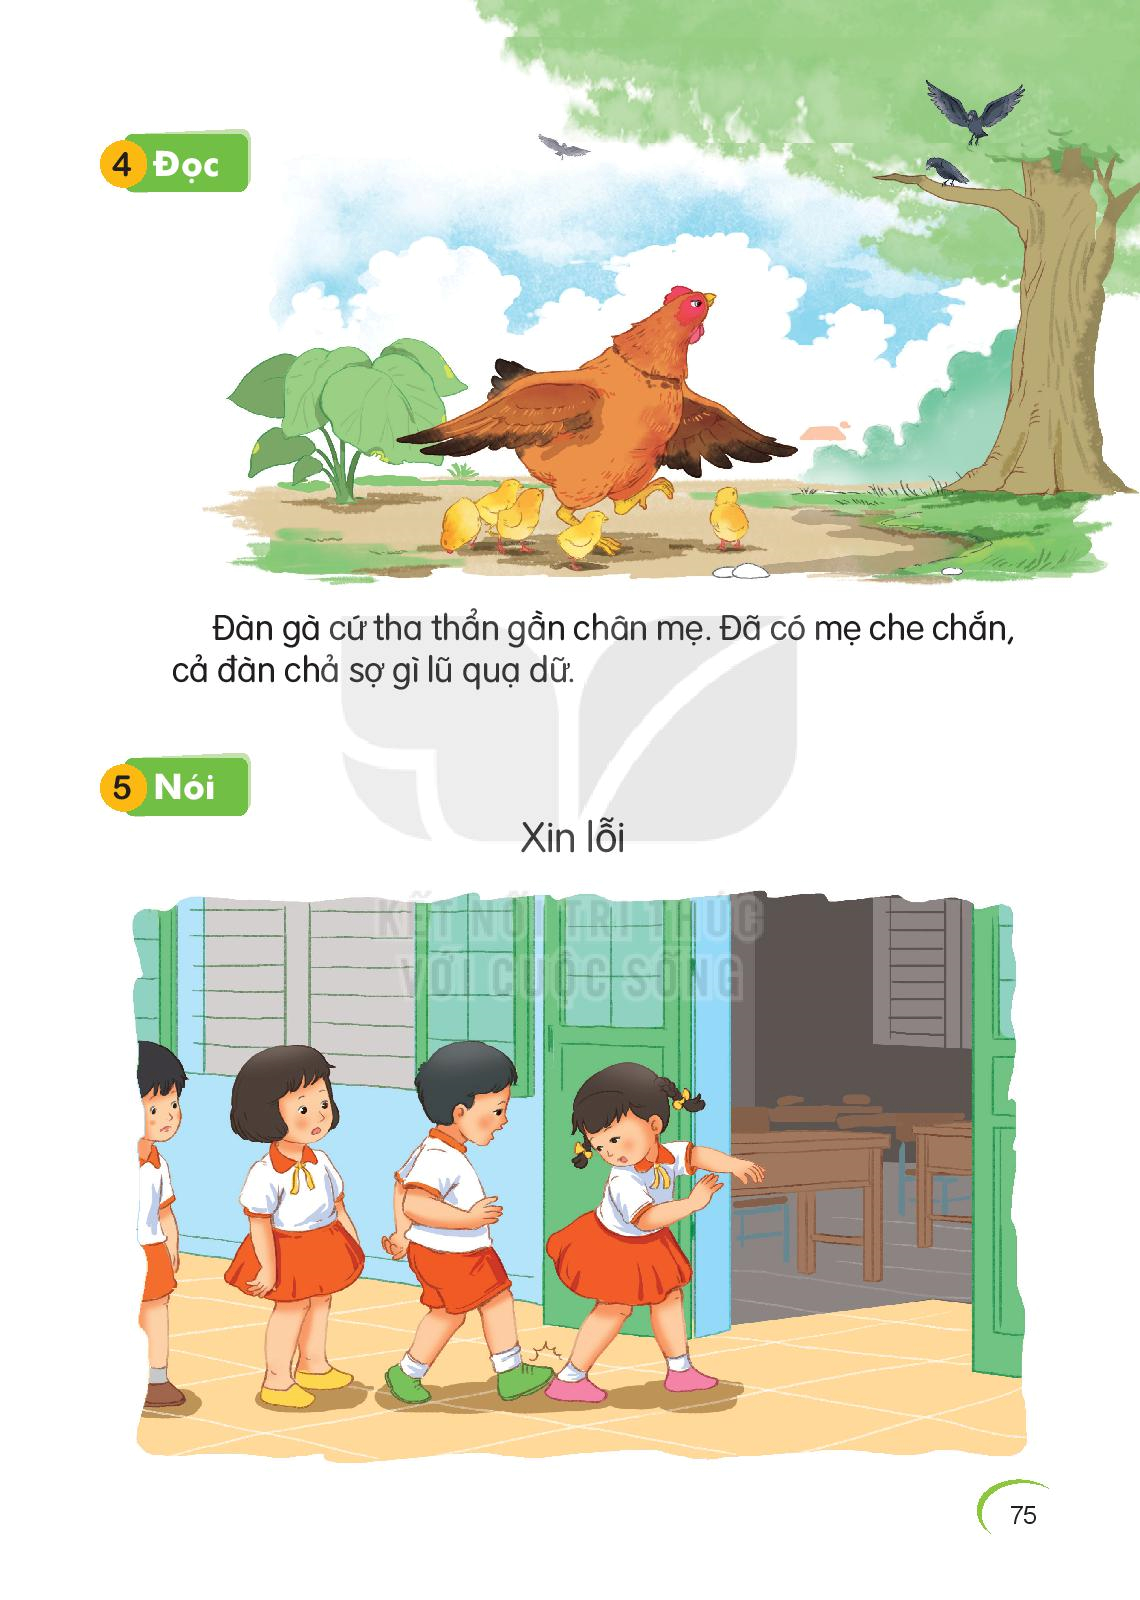 4 Đọc
Đàn gà cứ tha thẩn gần chân mẹ. Đã có mẹ che chắn,
cả đàn chả sợ gì lũ quạ dữ.
5 Nói
Xin lỗi
KẾT NỐI TRI THỨC
VỚI CUỘC SỐNG
75